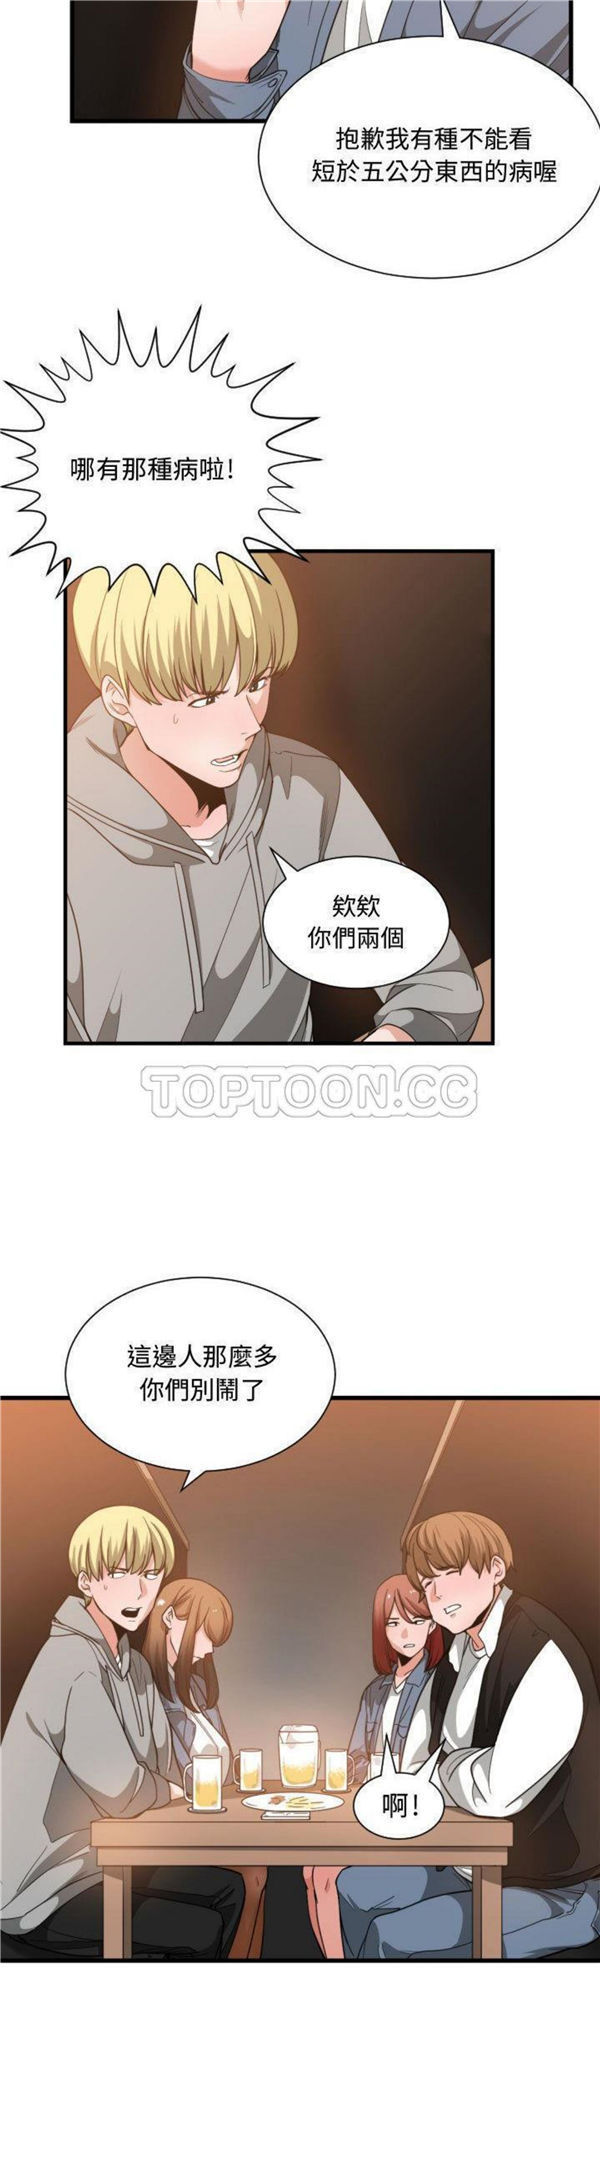 抱歉我有種不能看
短於五公分東西的病喔
哪有那種病啦!
欸欸
你們兩個
TOPTOON.CC
這邊人那麼多
你們別鬧了
啊!